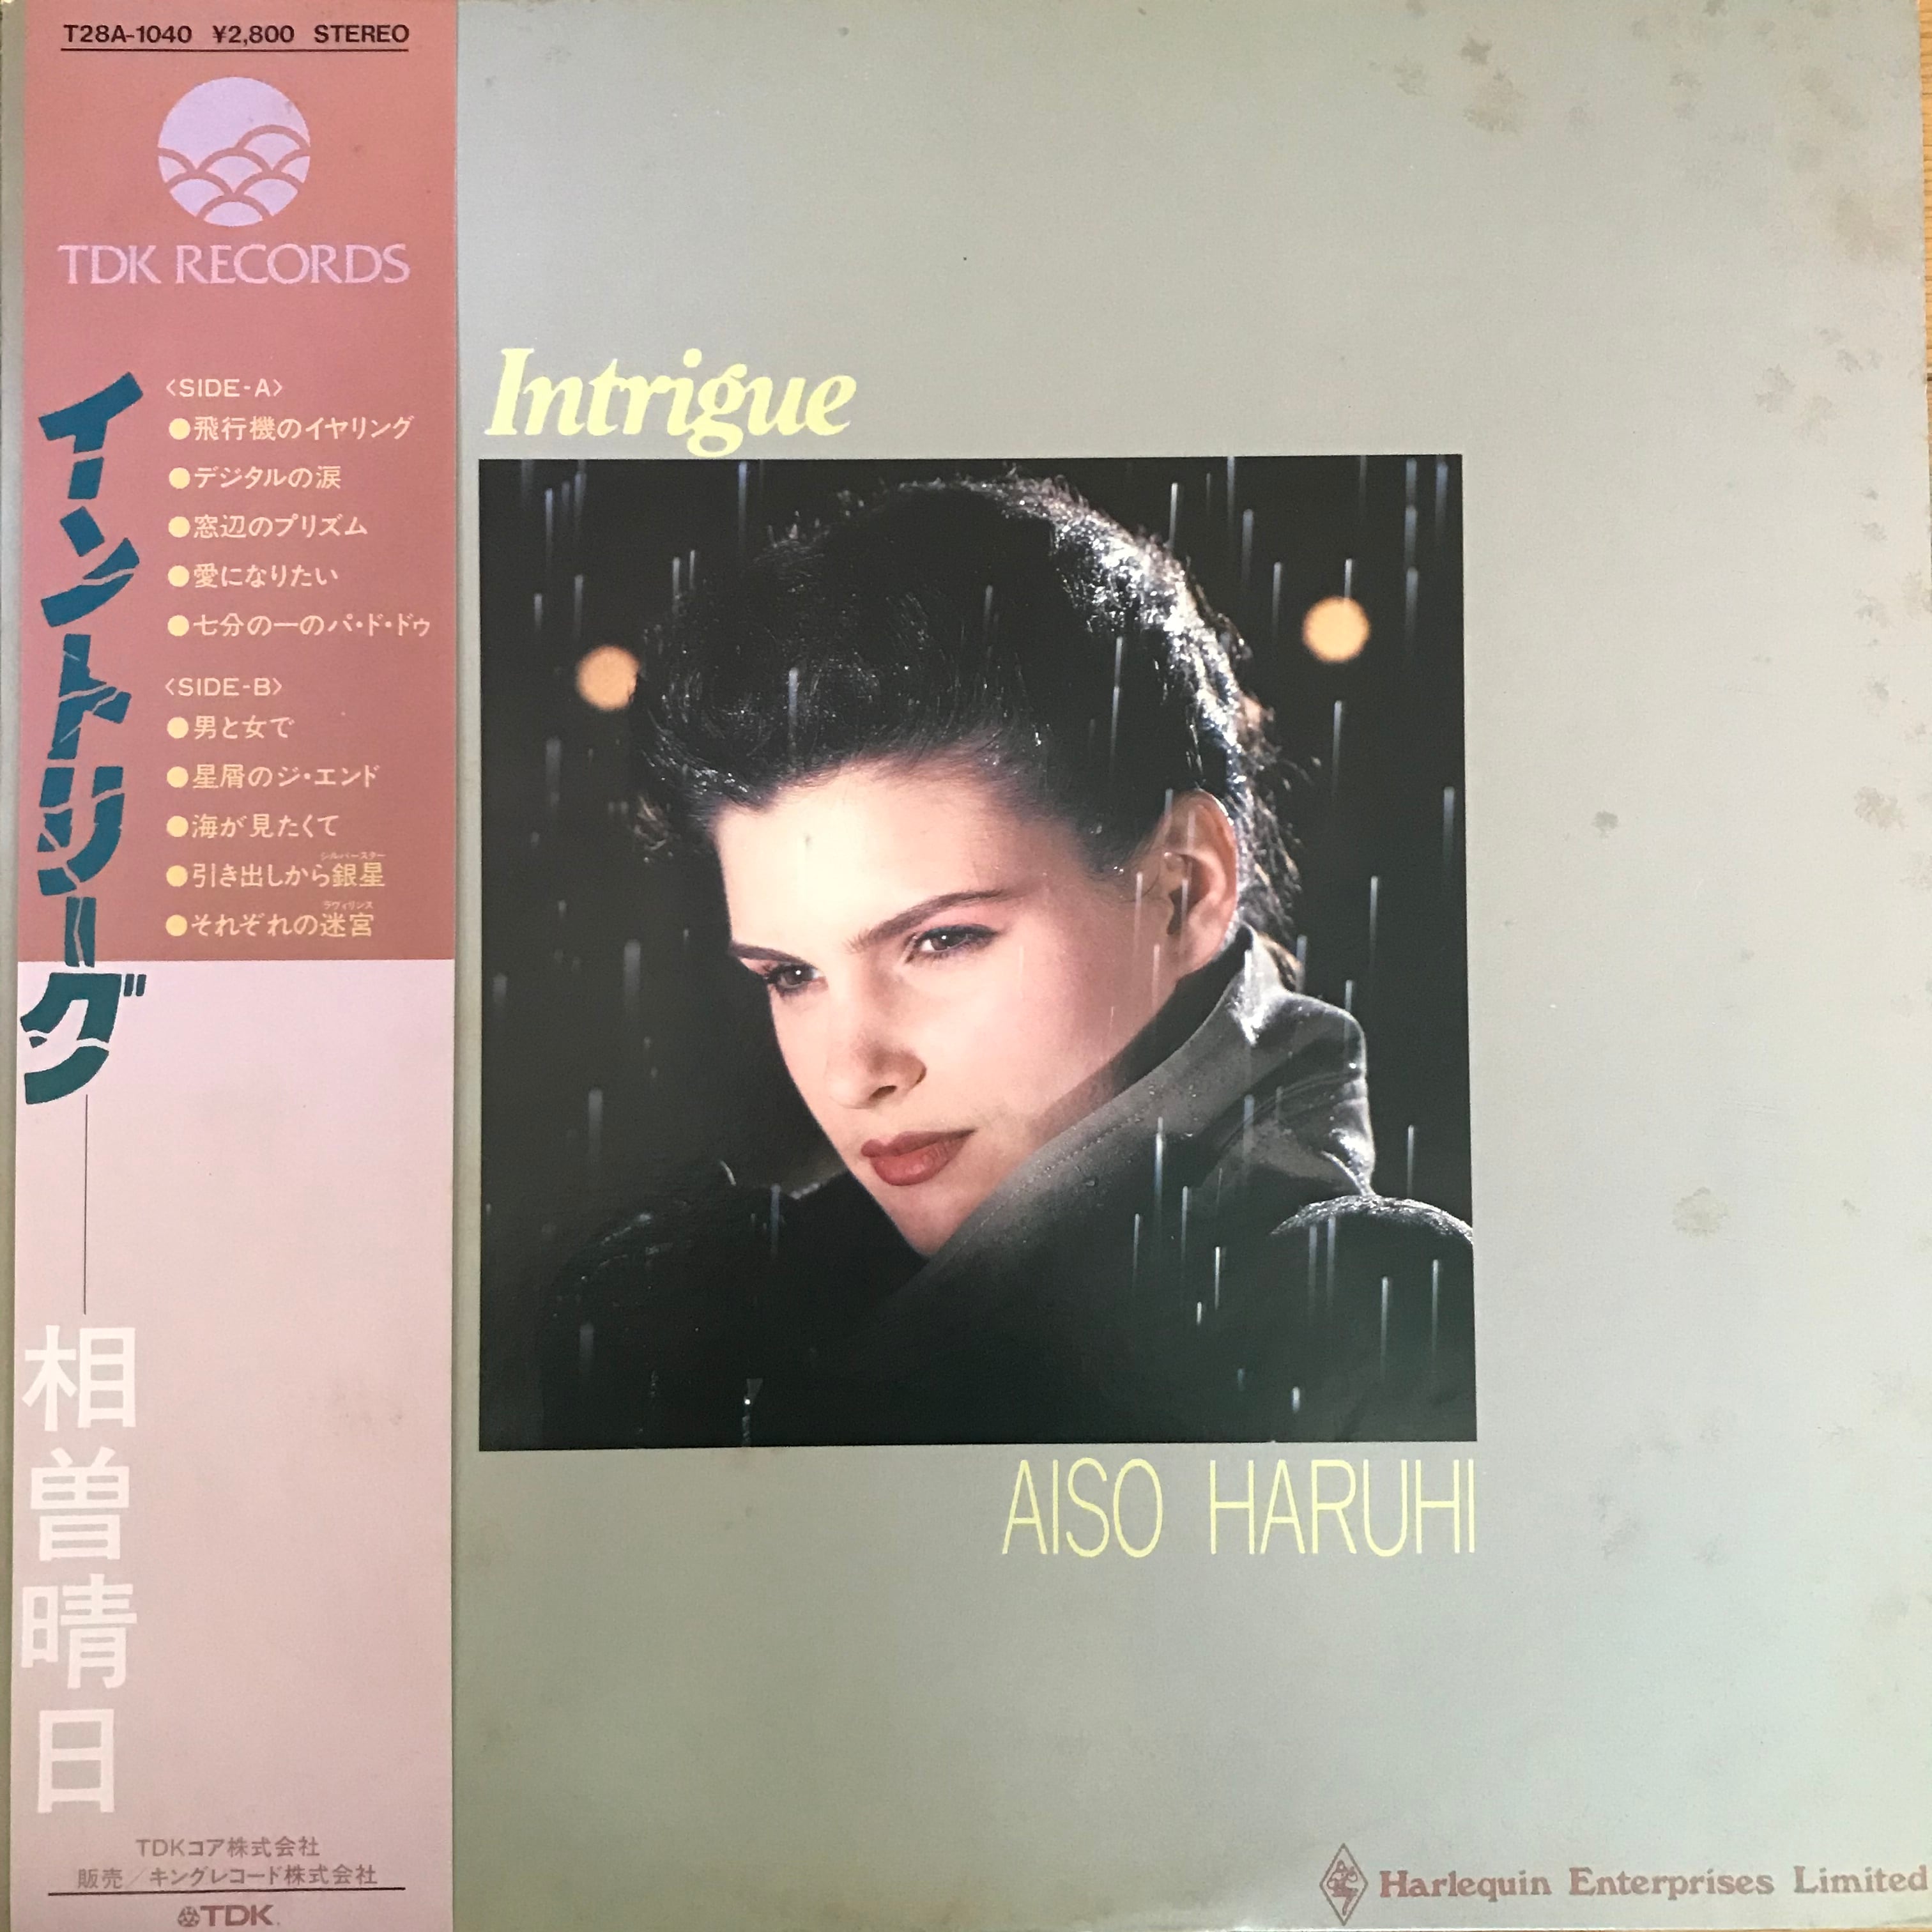 T28A-1040 ¥2,800 STEREO
TDK RECORDS
イントリーグ
相曽晴日
〈SIDE-A〉
●飛行機のイヤリング
●デジタルの涙
●窓辺のプリズム
●愛になりたい
●七分の一のパ・ド・ドゥ
〈SIDE-B〉
●男と女で
●星屑のジ・エンド
●海が見たくて
シルバースター
●引き出しから銀星
ラヴィリンス
●それぞれの迷宮
TDKコア株式会社
販売／キングレコード株式会社
TDK
Intrigue
AISO HARUHI
Harlequin Enterprises Limited